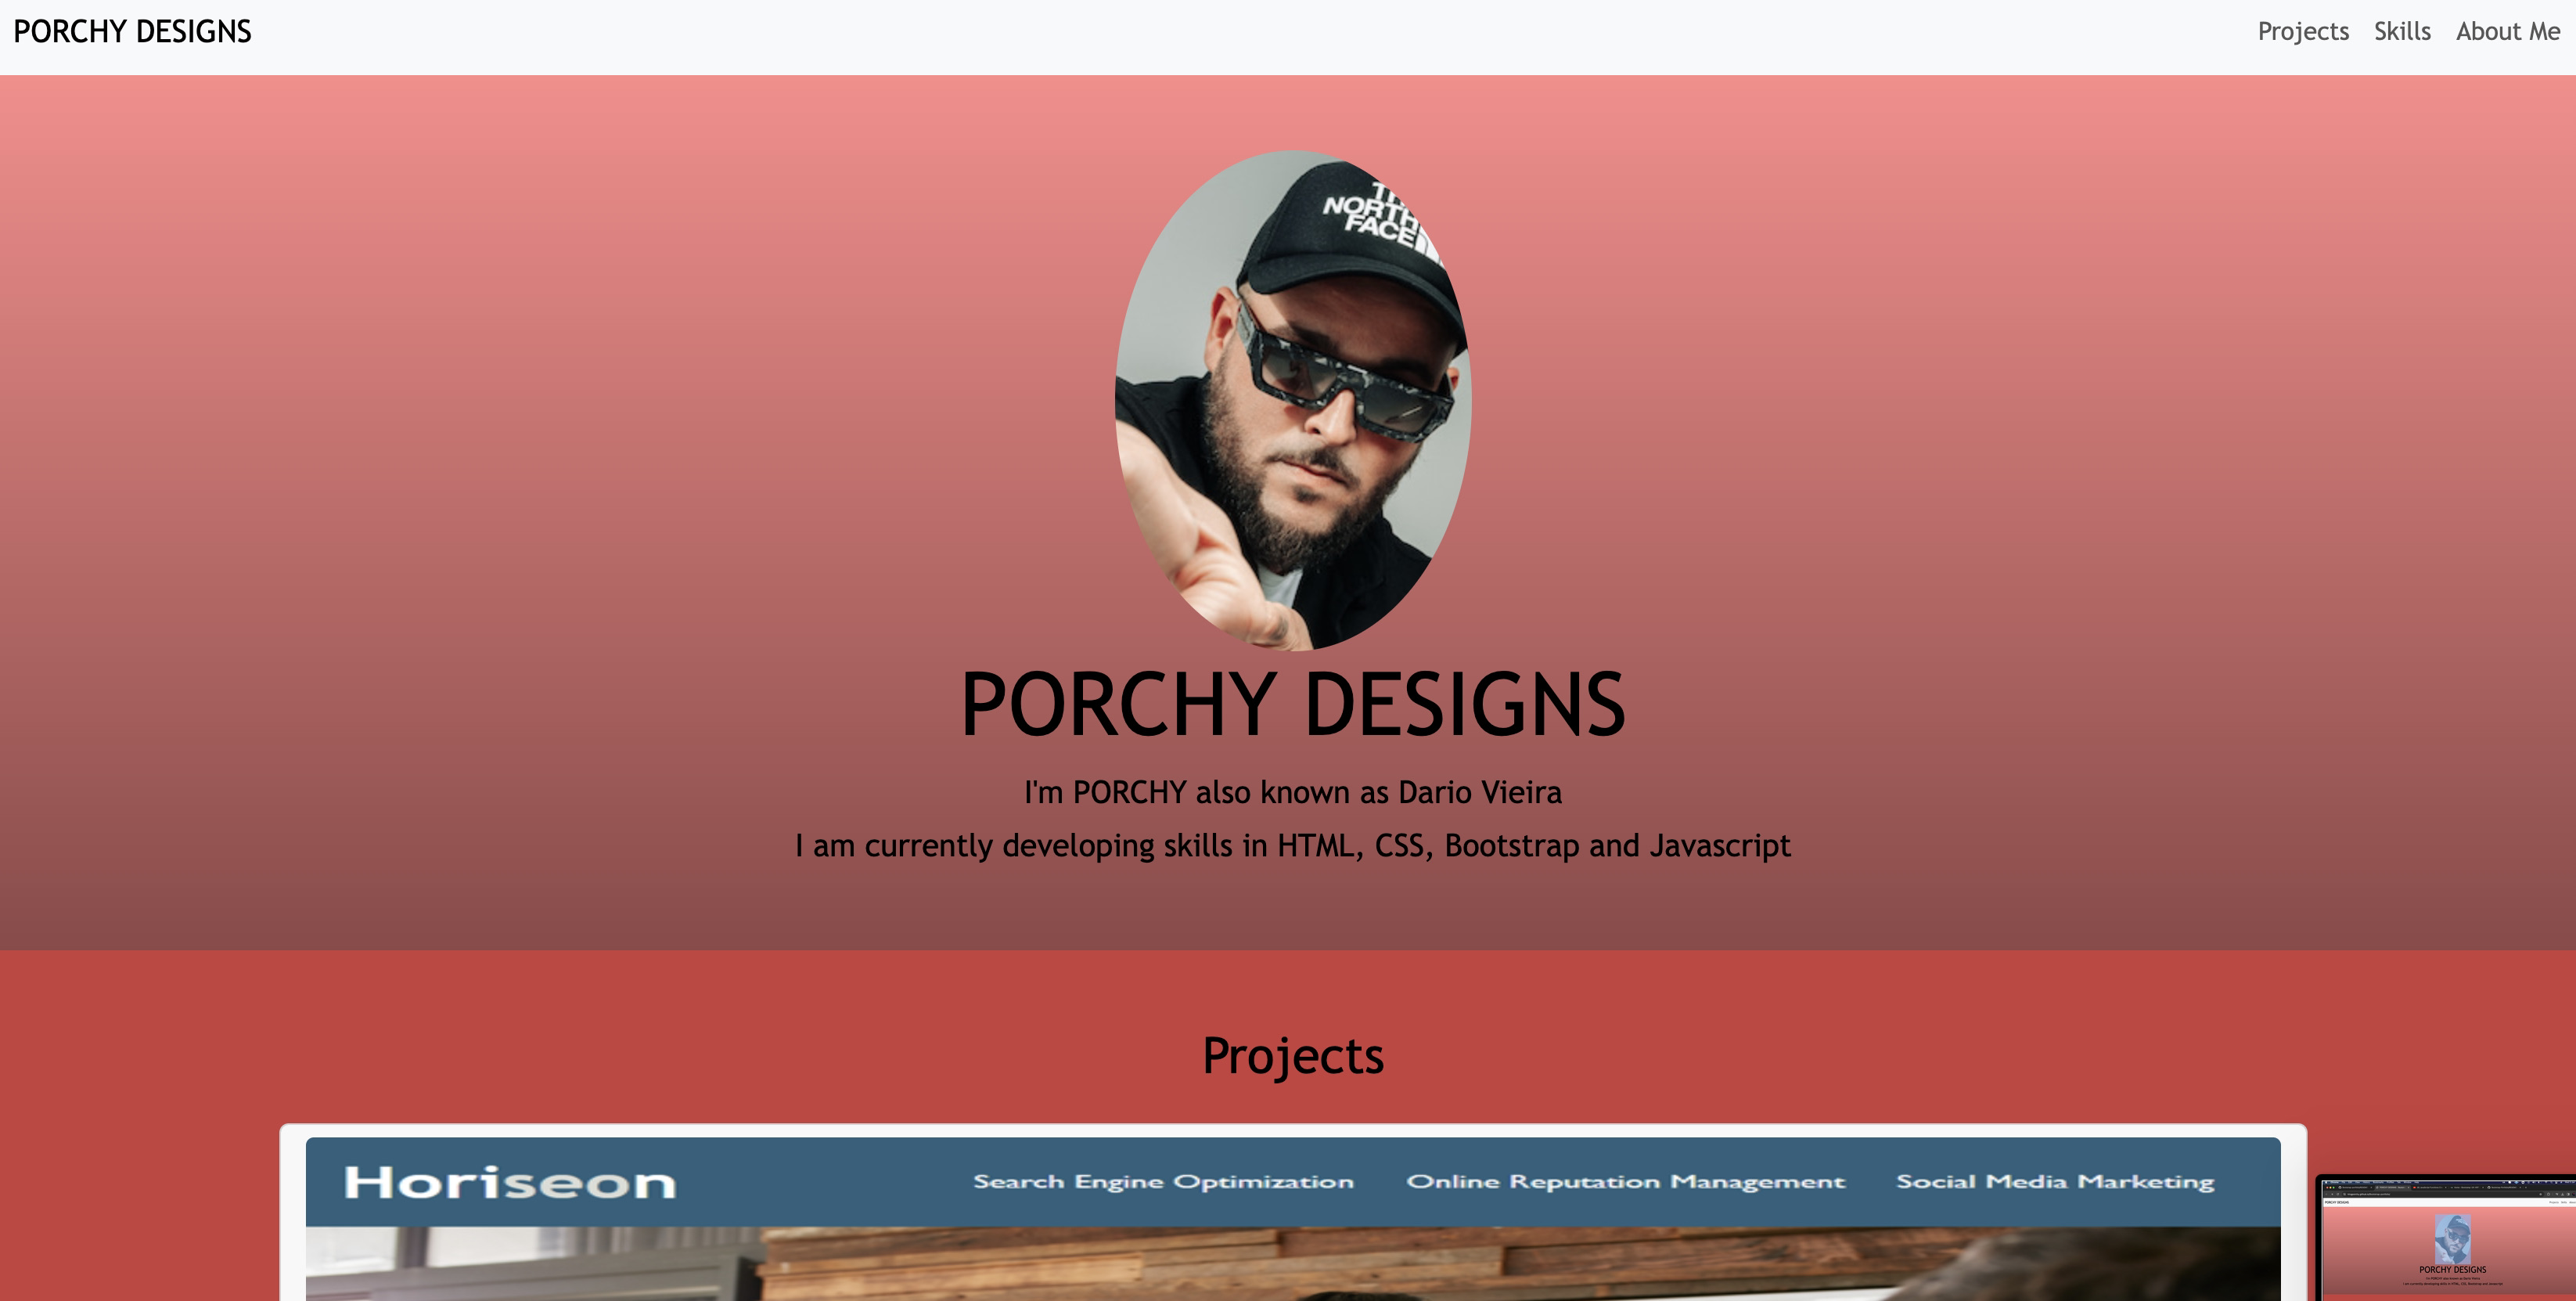 PORCHY DESIGNS
Projects Skills About Me
NORTH
FACE
PORCHY DESIGNS
I'm PORCHY also known as Dario Vieira
I am currently developing skills in HTML, CSS, Bootstrap and Javascript
Projects
Horiseon
Search Engine Optimization Online Reputation Management Social Media Marketing
PORCHY DESIGNS